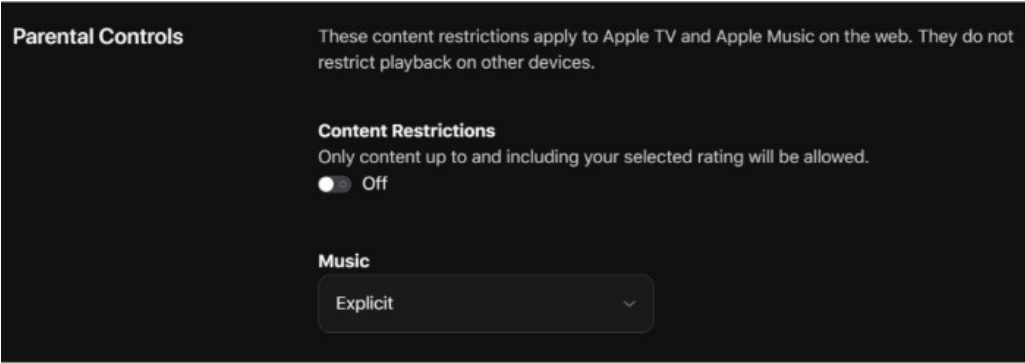 Parental Controls
These content restrictions apply to Apple TV and Apple Music on the web. They do not
restrict playback on other devices.
Content Restrictions
Only content up to and including your selected rating will be allowed.
Off
Music
Explicit